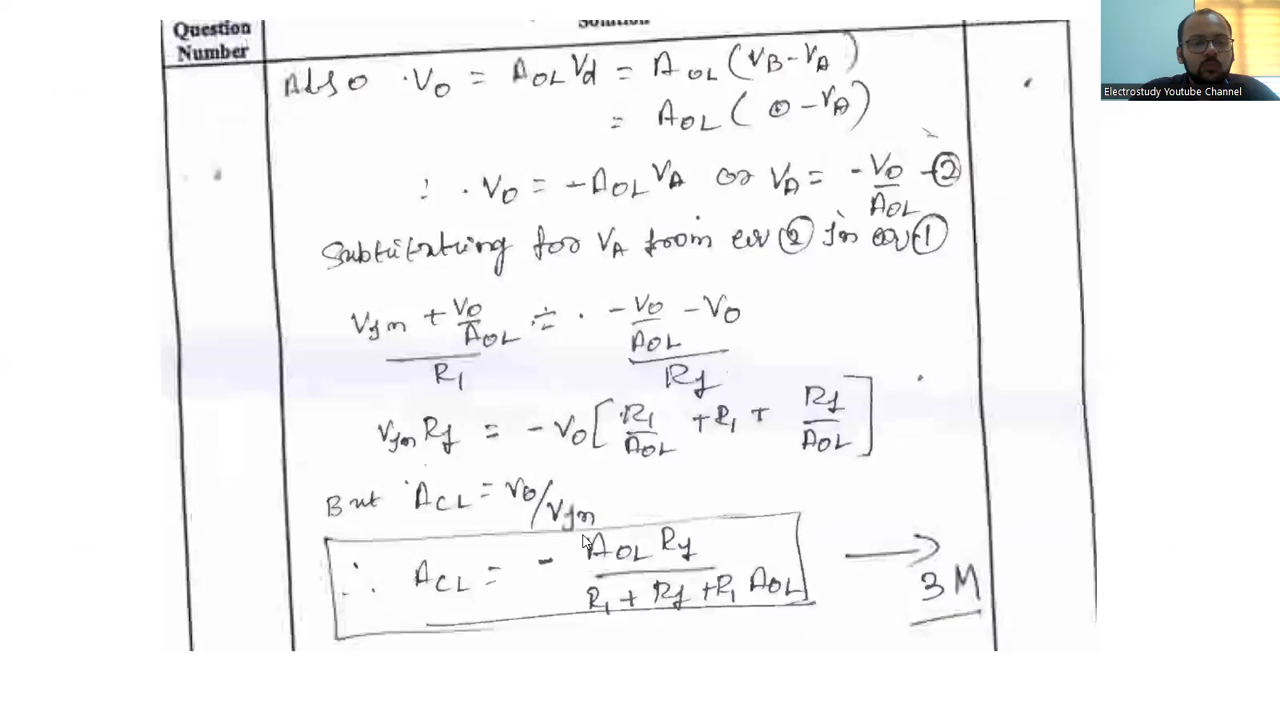 Question
Number
Solution
Electrostudy Youtube Channel
Also . Vo = AOL Vd = AOL (VB - VA)
= AOL ( 0 - VA)
∴ . Vo = - AOL VA or VA = - Vo / AOL - ②
Substituting for VA from eq ② in eq ①
(Vin + Vo / AOL) / R1 = (- Vo / AOL - Vo) / Rf
Vin Rf = - Vo [ R1 / AOL + R1 + Rf / AOL ]
But ACL = Vo/Vin
∴ ACL = - AOL Rf / (R1 + Rf + R1 AOL) → 3M